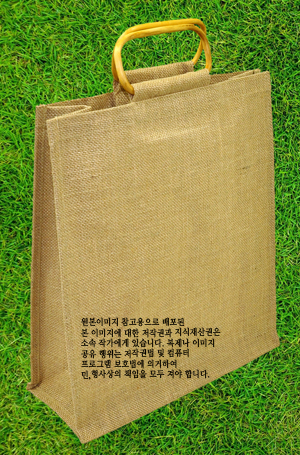 원본이미지 참고용으로 배포된
본 이미지에 대한 저작권과 지식재산권은
소속 작가에게 있습니다. 복제나 이미지
공유 행위는 저작권법 및 컴퓨터
프로그램 보호법에 의거하여
민,형사상의 책임을 모두 져야 합니다.